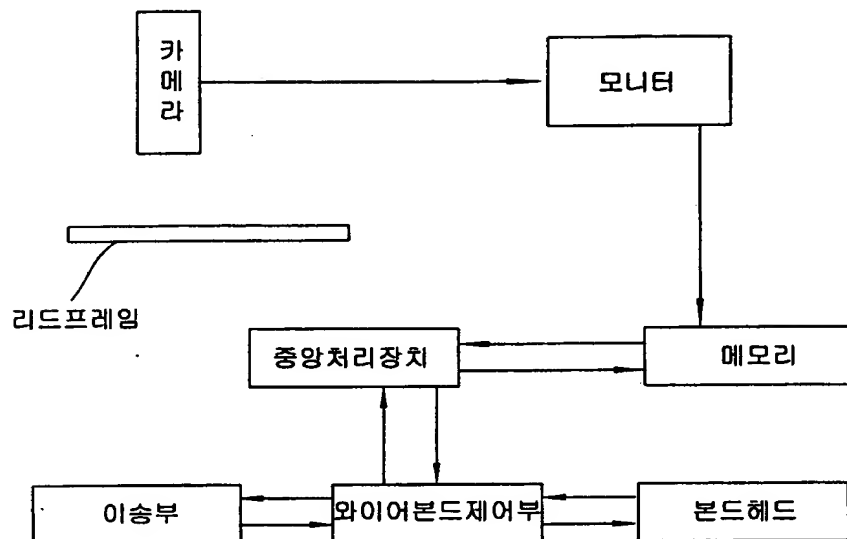 카메라
모니터
리드프레임
중앙처리장치
메모리
이송부
와이어본드제어부
본드헤드